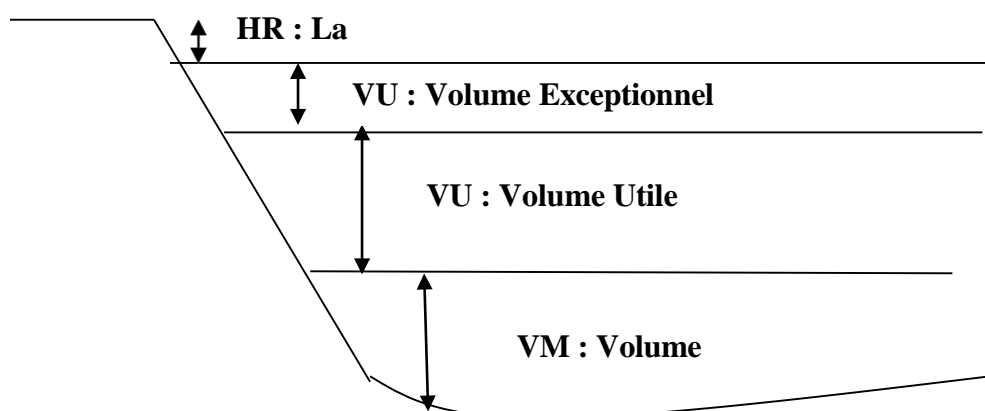 HR : La
VU : Volume Exceptionnel
VU : Volume Utile
VM : Volume